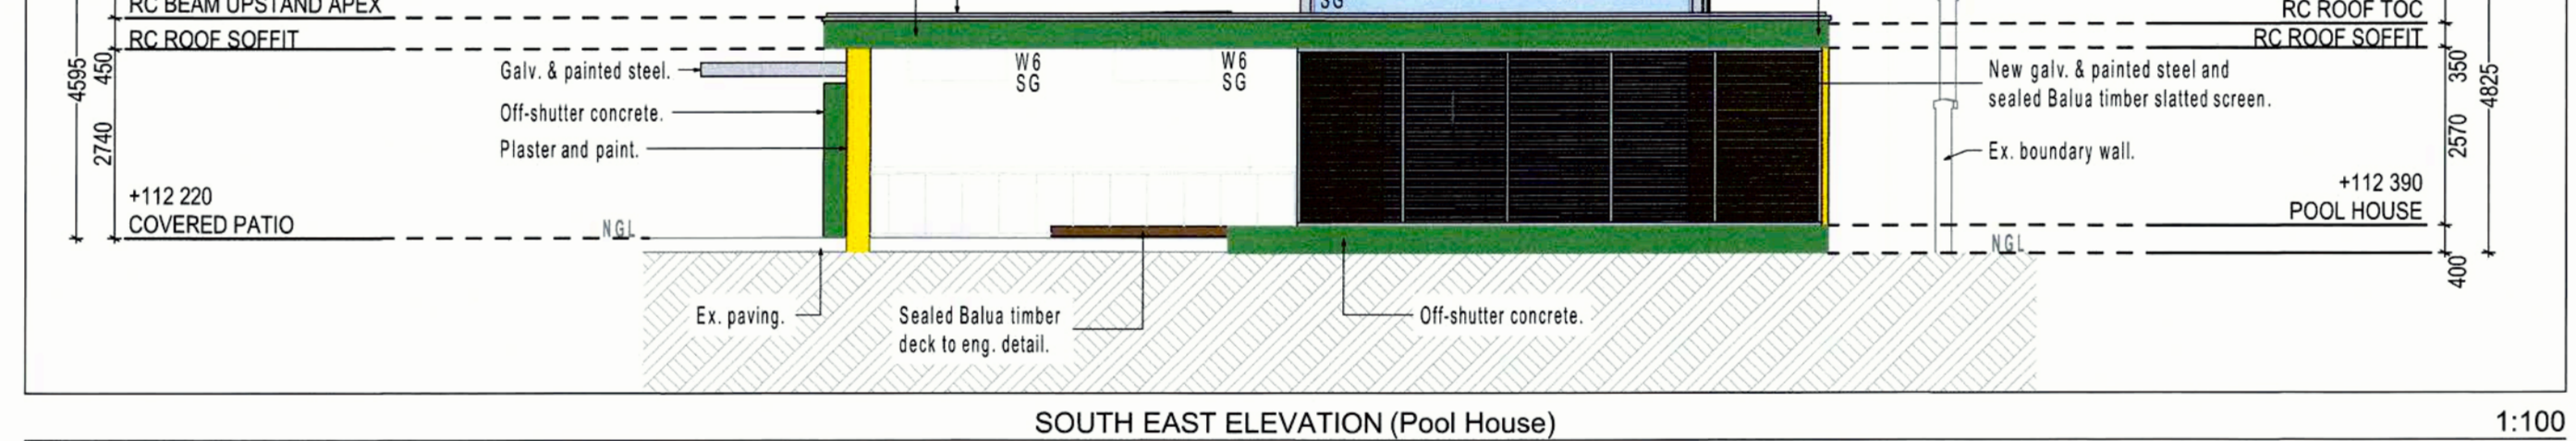 RC BEAM UPSTAND APEX
SG
RC ROOF TOC
RC ROOF SOFFIT
RC ROOF SOFFIT
4595
450
2740
Galv. & painted steel.
Off-shutter concrete.
Plaster and paint.
W6
SG
W6
SG
New galv. & painted steel and
sealed Balua timber slatted screen.
Ex. boundary wall.
350
4825
2570
+112 220
COVERED PATIO
NGL
+112 390
POOL HOUSE
NGL
400
Ex. paving.
Sealed Balua timber
deck to eng. detail.
Off-shutter concrete.
SOUTH EAST ELEVATION (Pool House)
1:100